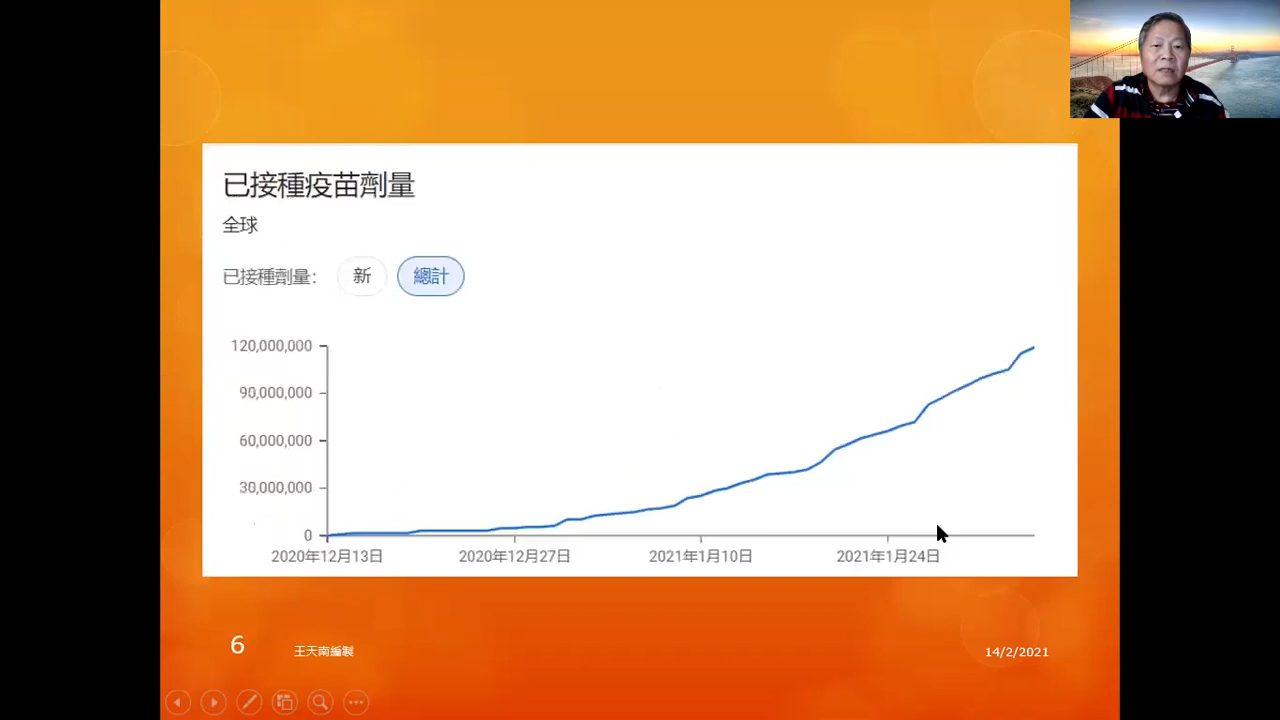 已接種疫苗劑量
全球
已接種劑量： 新 總計
120,000,000
90,000,000
60,000,000
30,000,000
0
2020年12月13日 2020年12月27日 2021年1月10日 2021年1月24日
6 王天南編製 14/2/2021